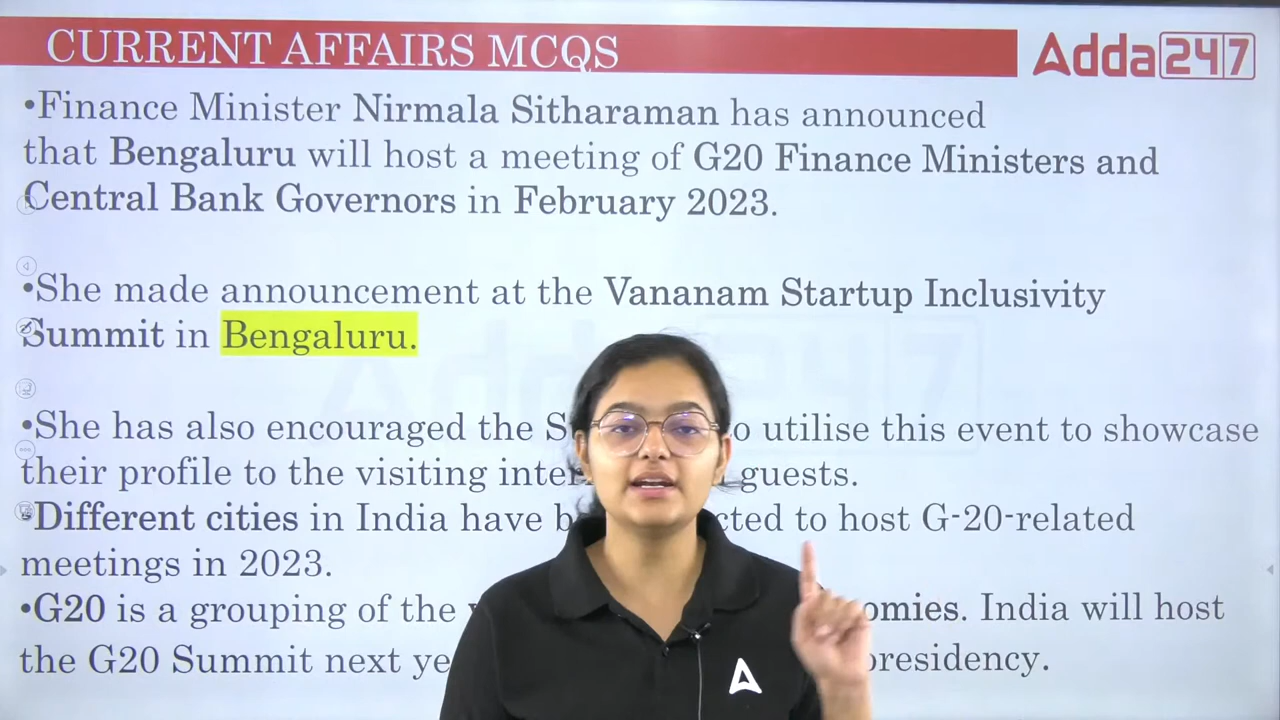 CURRENT AFFAIRS MCQS
Adda 247
•Finance Minister Nirmala Sitharaman has announced
that Bengaluru will host a meeting of G20 Finance Ministers and
Central Bank Governors in February 2023.
•She made announcement at the Vananam Startup Inclusivity
Summit in Bengaluru.
•She has also encouraged the to utilise this event to showcase
their profile to the visiting guests.
•Different cities in India have to host G-20-related
meetings in 2023.
•G20 is a grouping of the India will host
the G20 Summit next presidency.